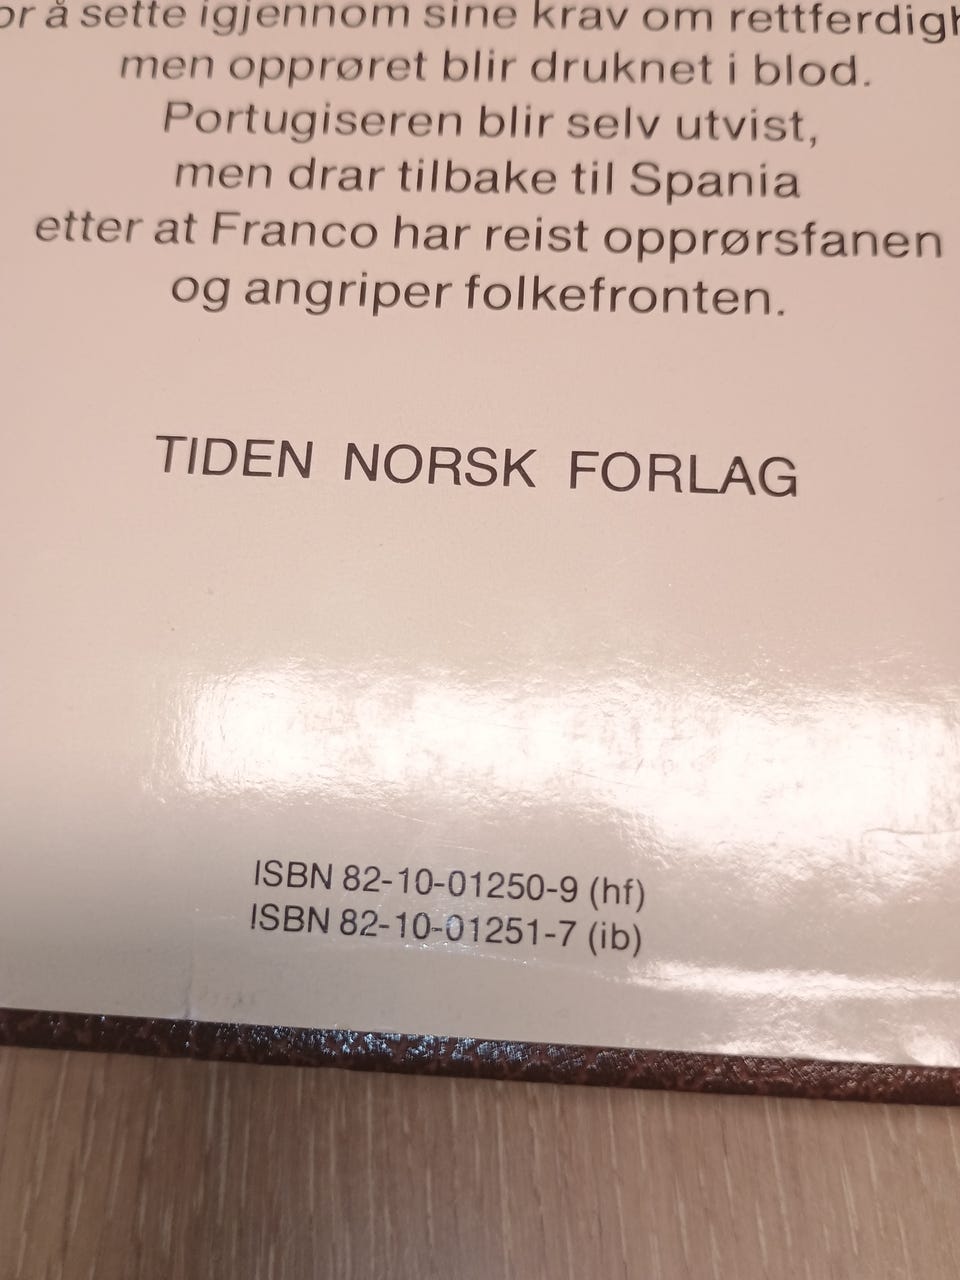 or å sette igjennom sine krav om rettferdigh
men opprøret blir druknet i blod.
Portugiseren blir selv utvist,
men drar tilbake til Spania
etter at Franco har reist opprørsfanen
og angriper folkefronten.
TIDEN NORSK FORLAG
ISBN 82-10-01250-9 (hf)
ISBN 82-10-01251-7 (ib)